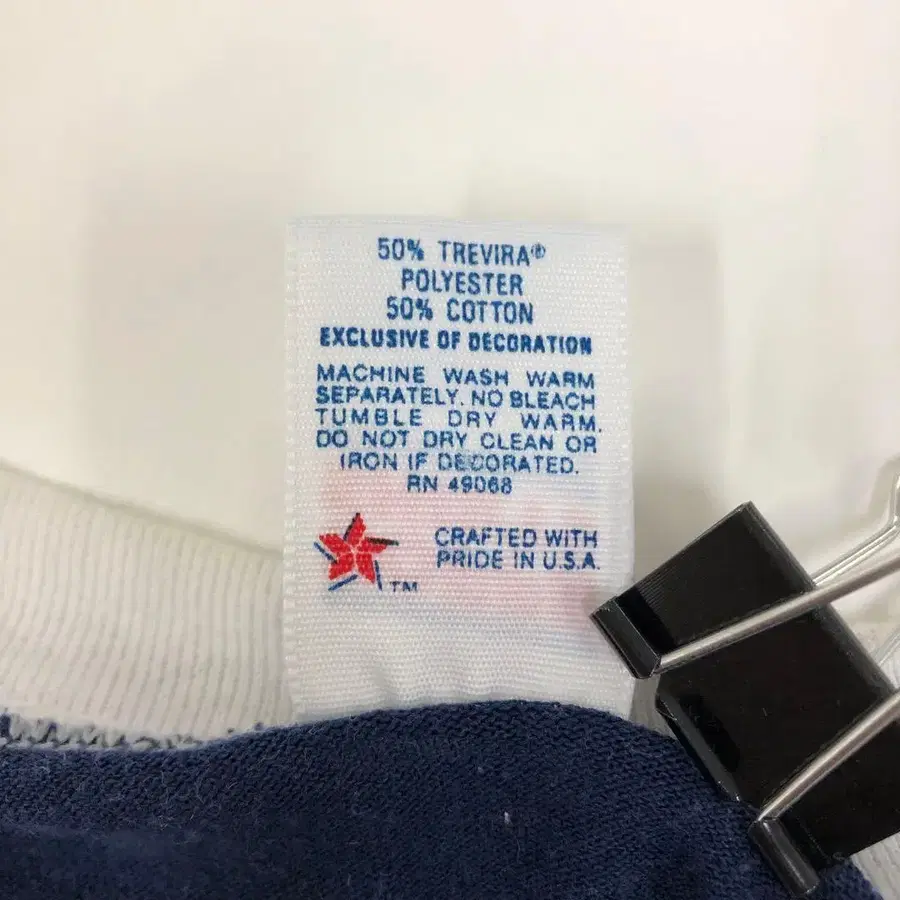 50% TREVIRA®
POLYESTER
50% COTTON
EXCLUSIVE OF DECORATION
MACHINE WASH WARM
SEPARATELY. NO BLEACH
TUMBLE DRY WARM.
DO NOT DRY CLEAN OR
IRON IF DECORATED.
RN 49068
CRAFTED WITH
PRIDE IN U.S.A.
TM